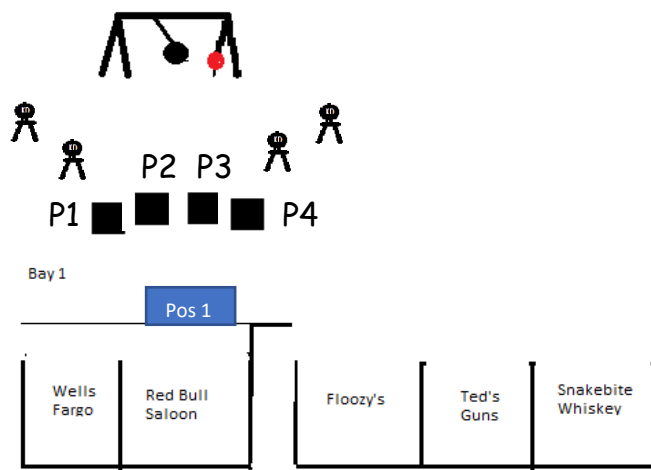 P2 P3
P1 P4
Bay 1
Pos 1
Wells
Fargo
Red Bull
Saloon
Floozy's
Ted's
Guns
Snakebite
Whiskey